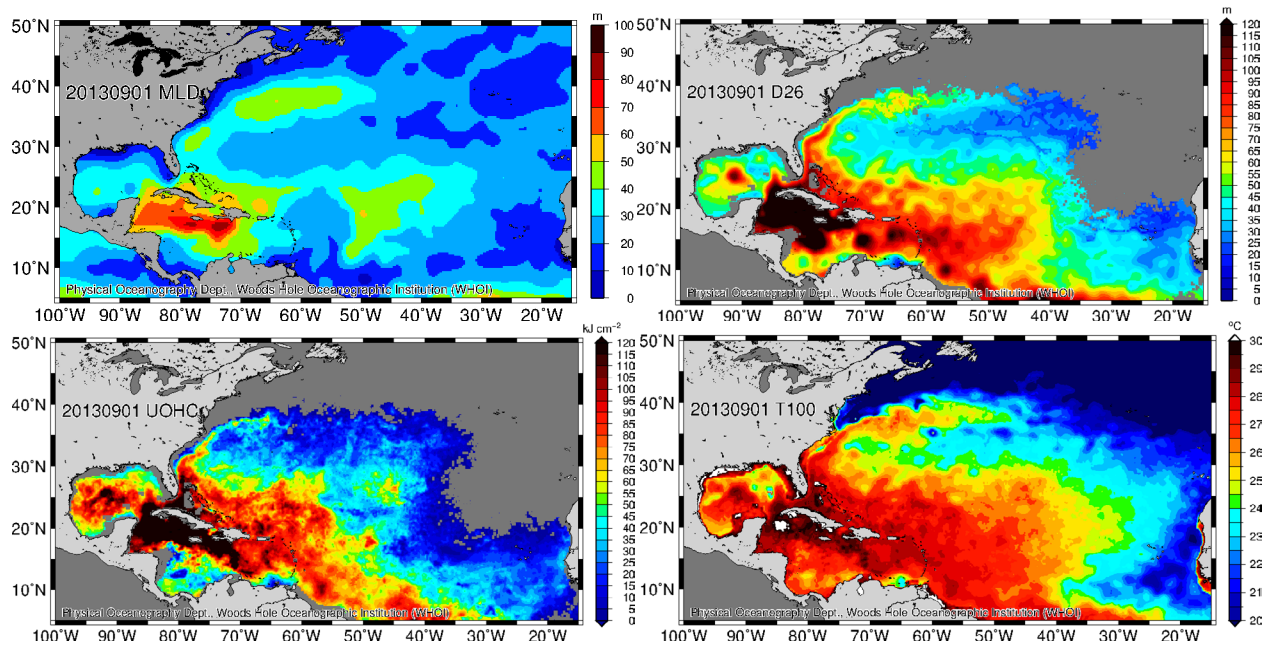 m
50°N
40°N
30°N
20°N
10°N
20130901 MLD
Physical Oceanography Dept., Woods Hole Oceanographic Institution (WHOI)
100°W 90°W 80°W 70°W 60°W 50°W 40°W 30°W 20°W
100
90
80
70
60
50
40
30
20
10
0
m
50°N
40°N
30°N
20°N
10°N
20130901 D26
Physical Oceanography Dept., Woods Hole Oceanographic Institution (WHOI)
100°W 90°W 80°W 70°W 60°W 50°W 40°W 30°W 20°W
120
115
110
105
100
95
90
85
80
75
70
65
60
55
50
45
40
35
30
25
20
15
10
5
0
kJ cm⁻²
50°N
40°N
30°N
20°N
10°N
20130901 UOHC
Physical Oceanography Dept., Woods Hole Oceanographic Institution (WHOI)
100°W 90°W 80°W 70°W 60°W 50°W 40°W 30°W 20°W
120
115
110
105
100
95
90
85
80
75
70
65
60
55
50
45
40
35
30
25
20
15
10
5
0
°C
50°N
40°N
30°N
20°N
10°N
20130901 T100
Physical Oceanography Dept., Woods Hole Oceanographic Institution (WHOI)
100°W 90°W 80°W 70°W 60°W 50°W 40°W 30°W 20°W
30
29
28
27
26
25
24
23
22
21
20